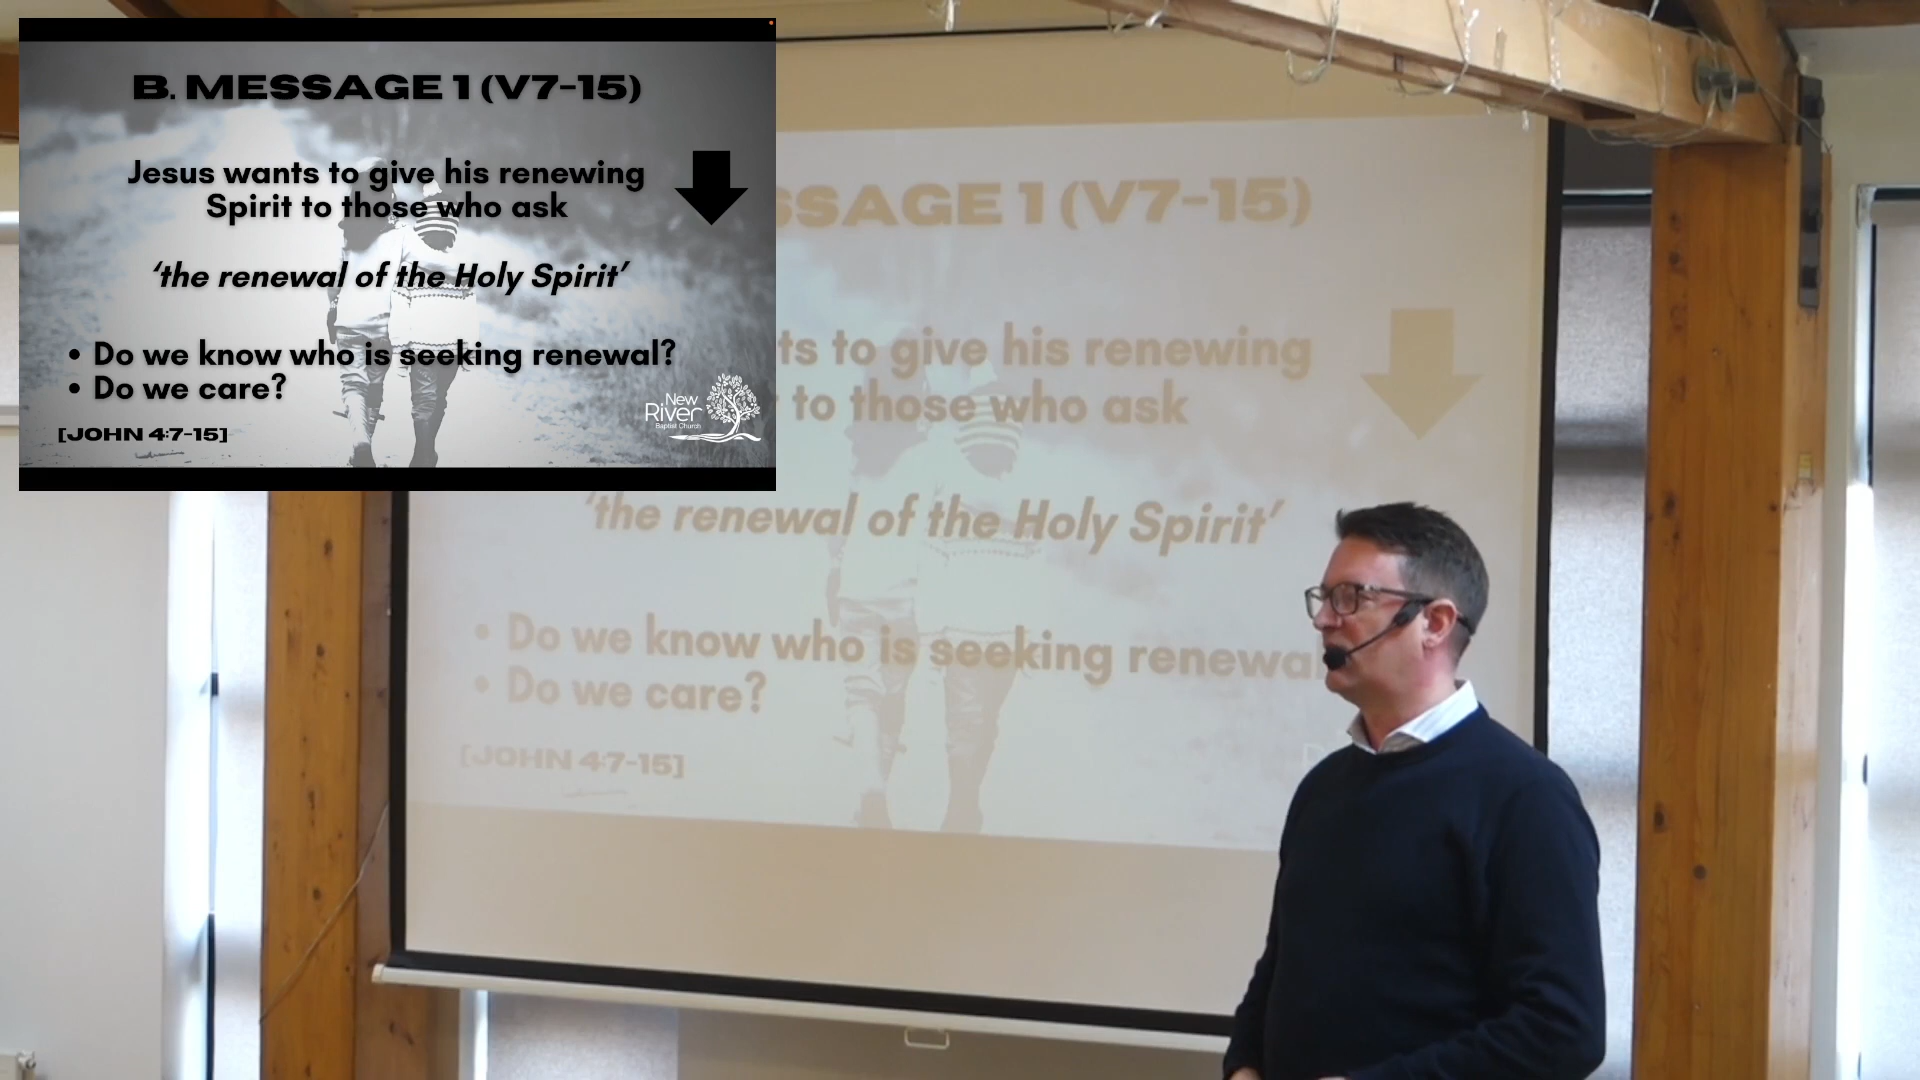 B. MESSAGE 1 (V7-15)
Jesus wants to give his renewing
Spirit to those who ask
‘the renewal of the Holy Spirit’
• Do we know who is seeking renewal?
• Do we care?
[JOHN 4:7-15]
New
River
Baptist Church
SSAGE 1 (V7-15)
ts to give his renewing
to those who ask
‘the renewal of the Holy Spirit’
• Do we know who is seeking renewal
• Do we care?
[JOHN 4:7-15]